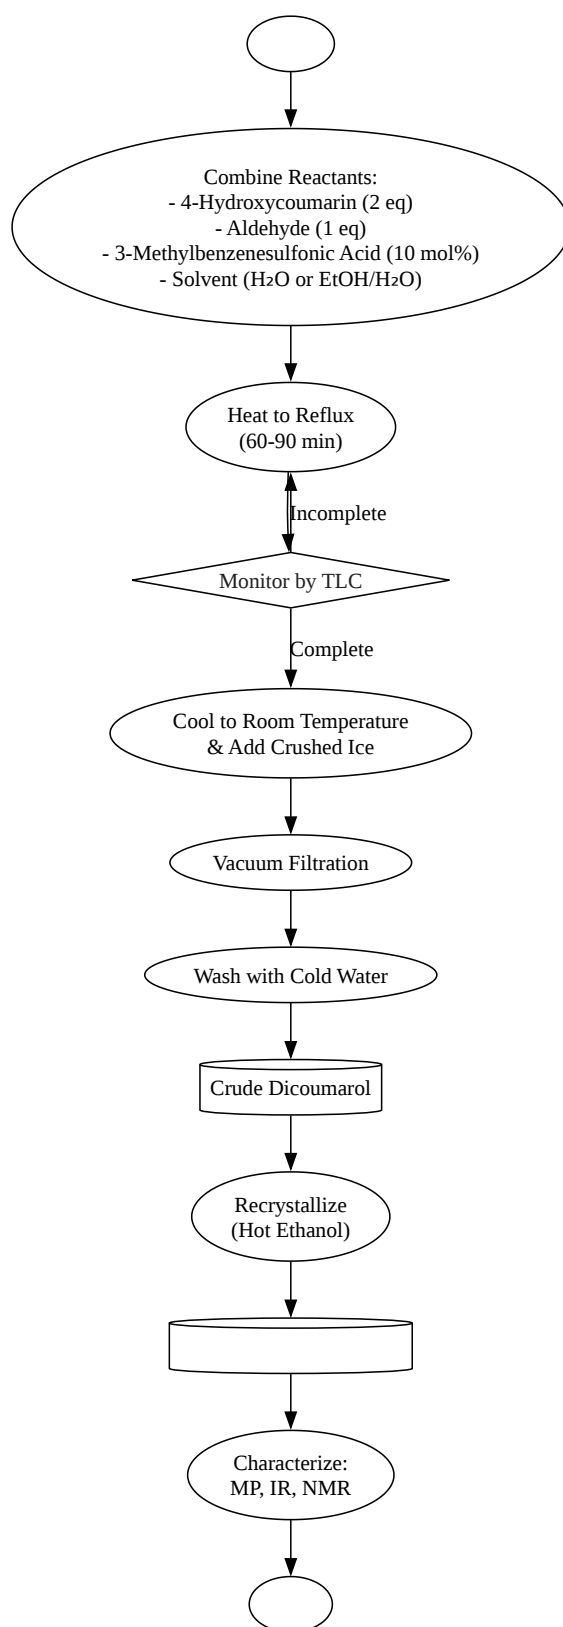 Combine Reactants:
- 4-Hydroxycoumarin (2 eq)
- Aldehyde (1 eq)
- 3-Methylbenzenesulfonic Acid (10 mol%)
- Solvent (H₂O or EtOH/H₂O)
Heat to Reflux
(60-90 min)
Incomplete
Monitor by TLC
Complete
Cool to Room Temperature
& Add Crushed Ice
Vacuum Filtration
Wash with Cold Water
Crude Dicoumarol
Recrystallize
(Hot Ethanol)
Characterize:
MP, IR, NMR